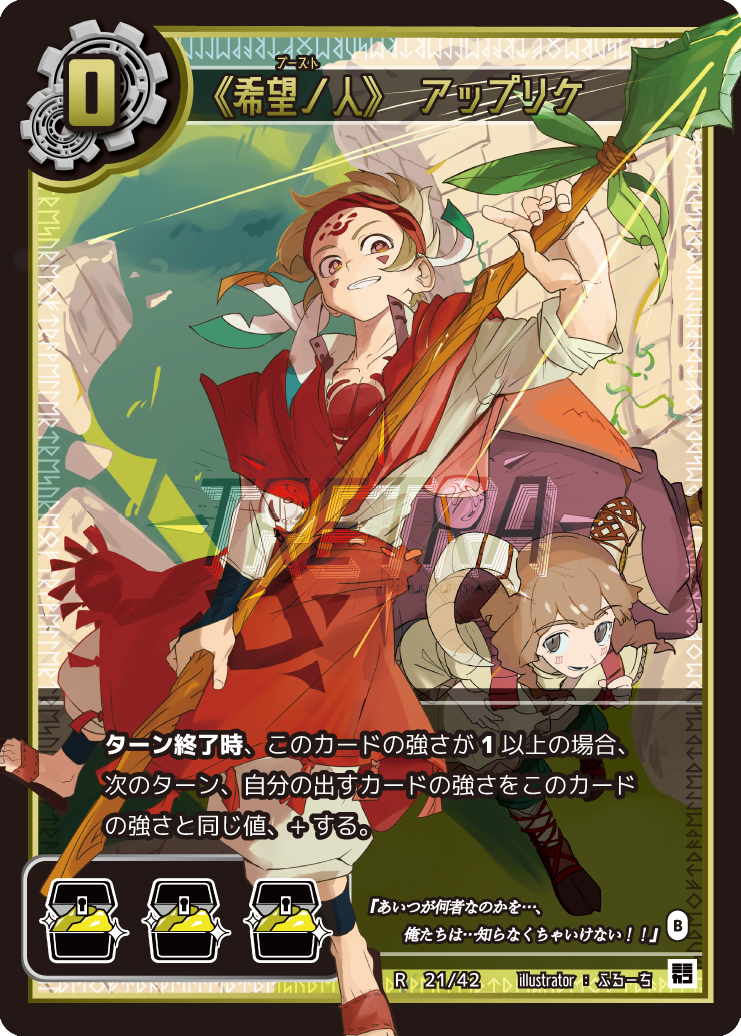 0
ブースト
《希望ノ人》 アップリケ
TAETRA
ターン終了時、このカードの強さが 1 以上の場合、
次のターン、自分の出すカードの強さをこのカード
の強さと同じ値、+ する。
『あいつが何者なのかを…、
俺たちは…知らなくちゃいけない!!』
B
R 21/42 illustrator : ぶろーち